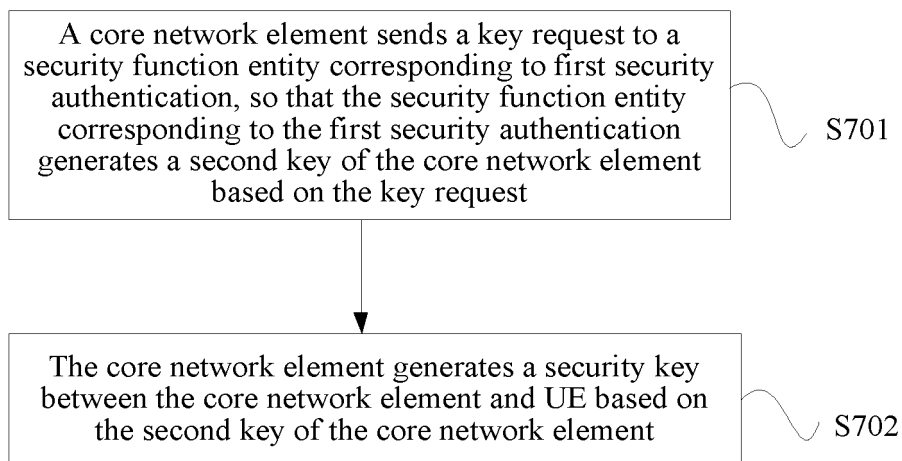 A core network element sends a key request to a
security function entity corresponding to first security
authentication, so that the security function entity
corresponding to the first security authentication
generates a second key of the core network element
based on the key request
S701
The core network element generates a security key
between the core network element and UE based on
the second key of the core network element
S702